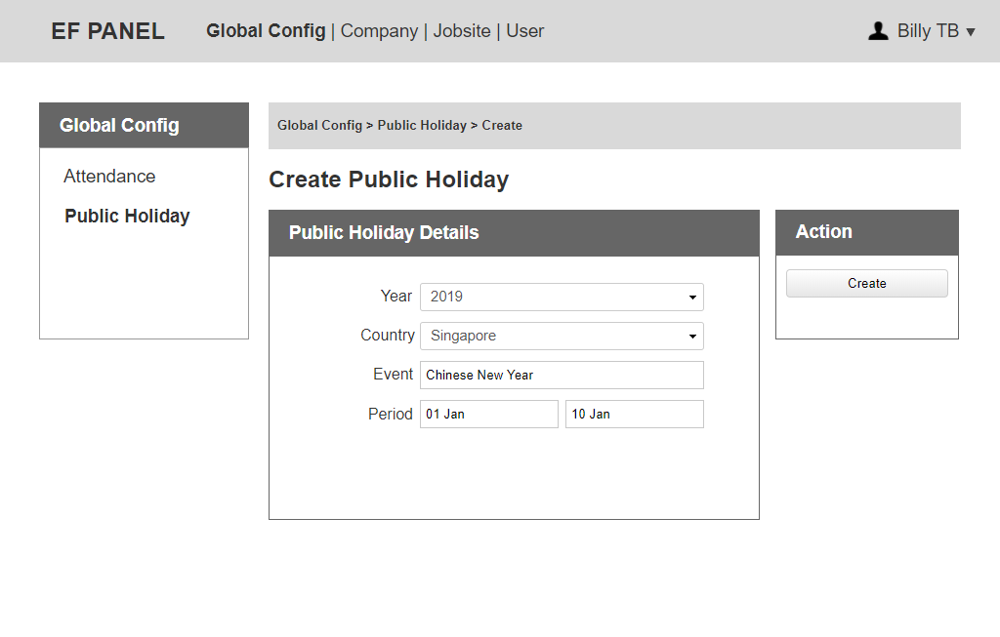 EF PANEL
Global Config | Company | Jobsite | User
Billy TB ▼
Global Config
Attendance
Public Holiday
Global Config > Public Holiday > Create
Create Public Holiday
Public Holiday Details
Year 2019
Country Singapore
Event Chinese New Year
Period 01 Jan 10 Jan
Action
Create